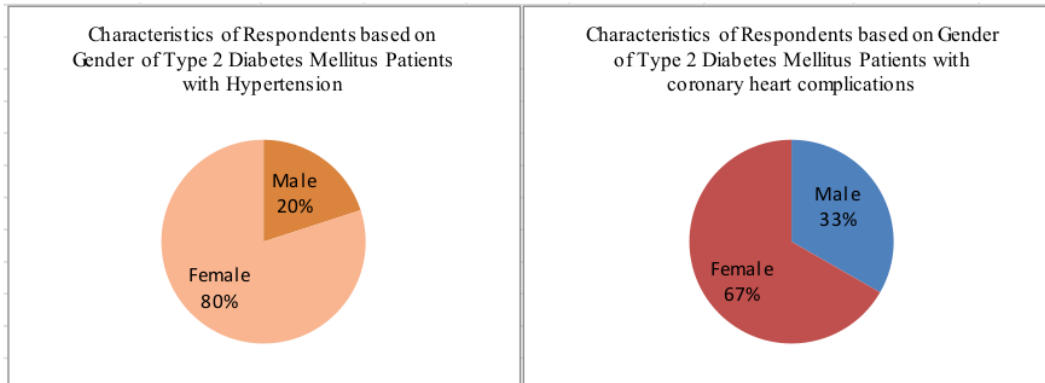 Characteristics of Respondents based on
Gender of Type 2 Diabetes Mellitus Patients
with Hypertension
Male
20%
Female
80%
Characteristics of Respondents based on Gender
of Type 2 Diabetes Mellitus Patients with
coronary heart complications
Male
33%
Female
67%